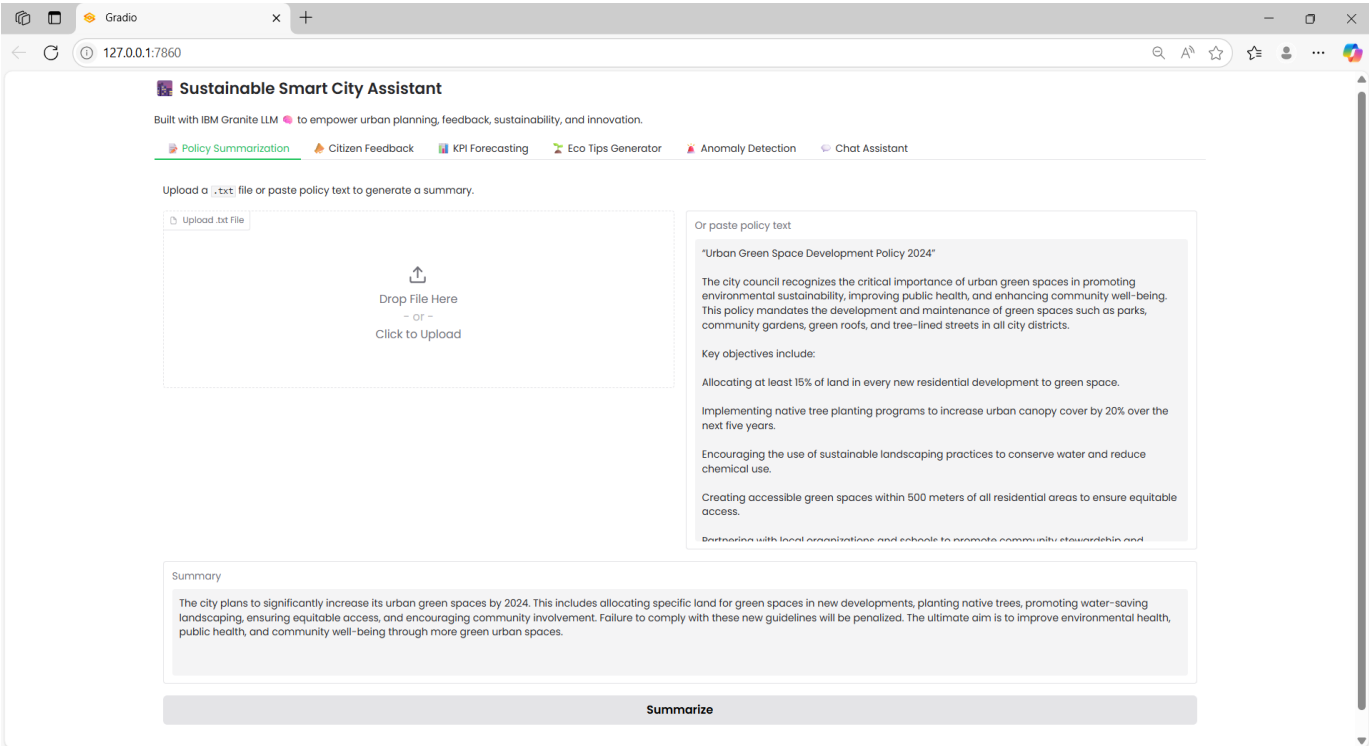 Gradio
127.0.0.1:7860
Sustainable Smart City Assistant
Built with IBM Granite LLM to empower urban planning, feedback, sustainability, and innovation.
Policy Summarization Citizen Feedback KPI Forecasting Eco Tips Generator Anomaly Detection Chat Assistant
Upload a .txt file or paste policy text to generate a summary.
Upload .txt File
Drop File Here
- or -
Click to Upload
Or paste policy text
"Urban Green Space Development Policy 2024"
The city council recognizes the critical importance of urban green spaces in promoting
environmental sustainability, improving public health, and enhancing community well-being.
This policy mandates the development and maintenance of green spaces such as parks,
community gardens, green roofs, and tree-lined streets in all city districts.
Key objectives include:
Allocating at least 15% of land in every new residential development to green space.
Implementing native tree planting programs to increase urban canopy cover by 20% over the
next five years.
Encouraging the use of sustainable landscaping practices to conserve water and reduce
chemical use.
Creating accessible green spaces within 500 meters of all residential areas to ensure equitable
access.
Partnering with local organizations and schools to promote community stewardship and
Summary
The city plans to significantly increase its urban green spaces by 2024. This includes allocating specific land for green spaces in new developments, planting native trees, promoting water-saving
landscaping, ensuring equitable access, and encouraging community involvement. Failure to comply with these new guidelines will be penalized. The ultimate aim is to improve environmental health,
public health, and community well-being through more green urban spaces.
Summarize